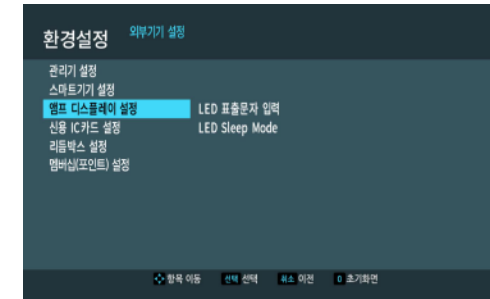 환경설정 외부기기 설정
관리기 설정
스마트기기 설정
앰프 디스플레이 설정 LED 표출문자 입력
신용 IC카드 설정 LED Sleep Mode
리듬박스 설정
멤버십(포인트) 설정
항목 이동 선택 선택 취소 이전 0 초기화면